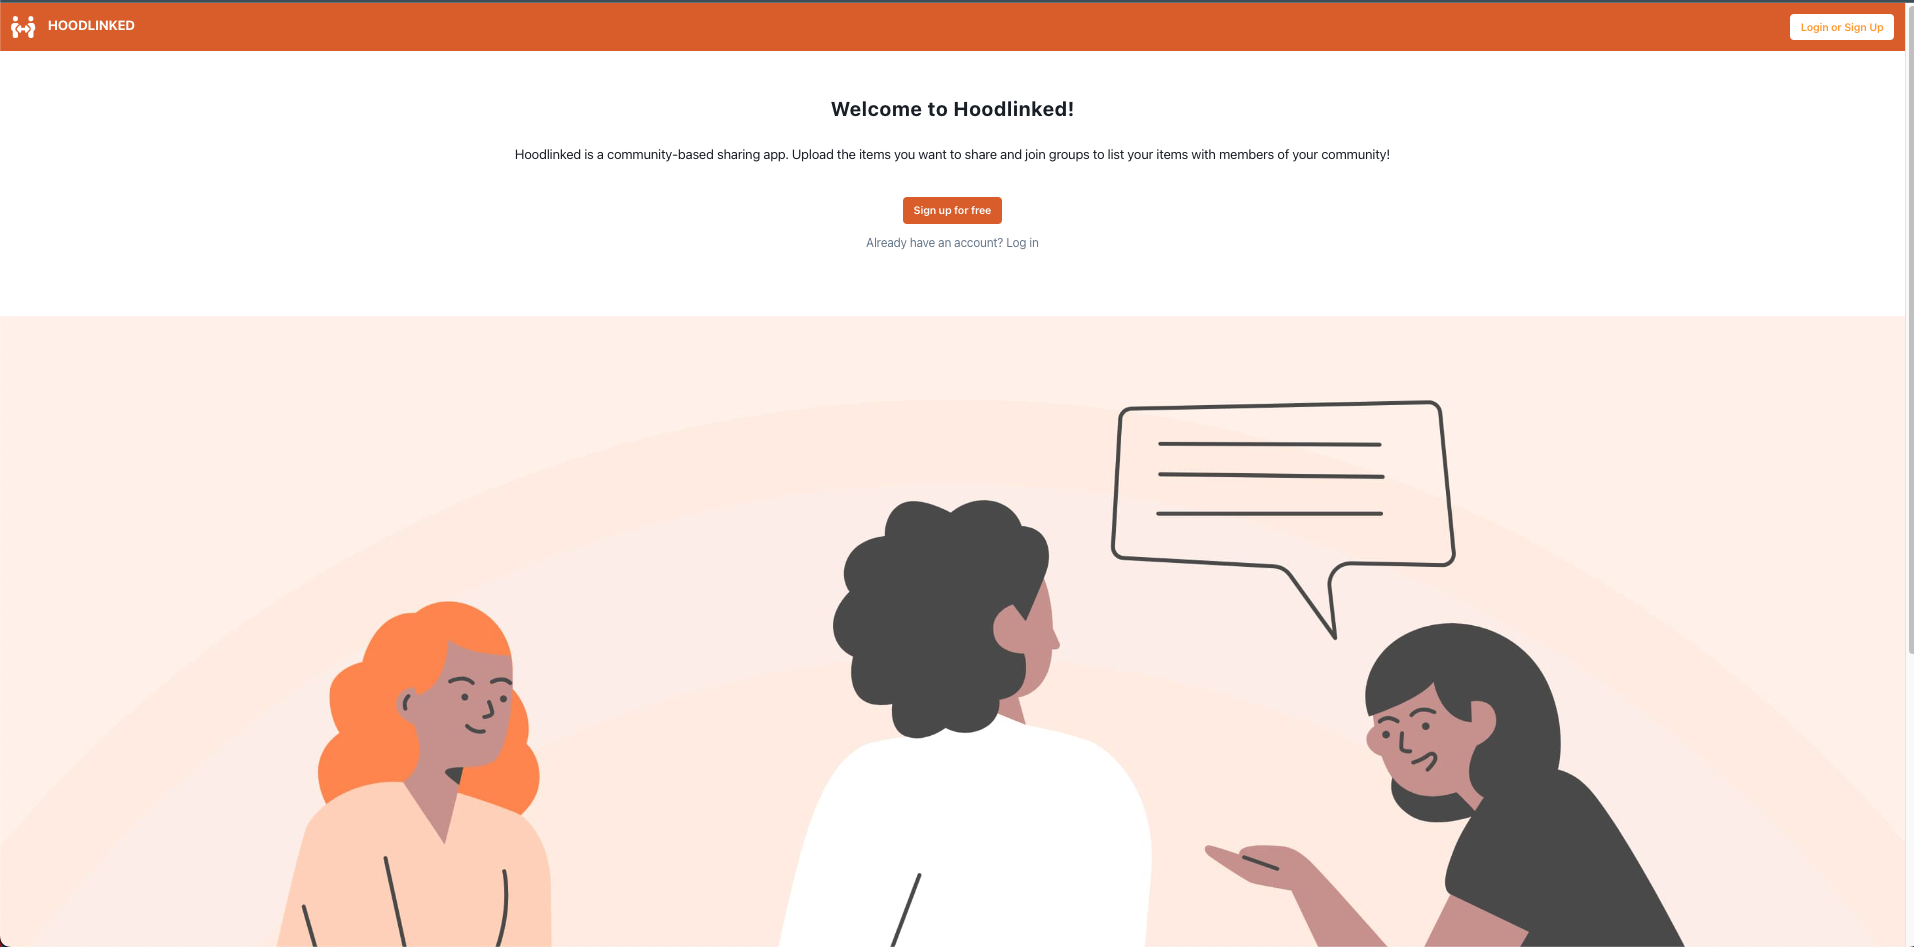 HOODLINKED
Login or Sign Up
Welcome to Hoodlinked!
Hoodlinked is a community-based sharing app. Upload the items you want to share and join groups to list your items with members of your community!
Sign up for free
Already have an account? Log in